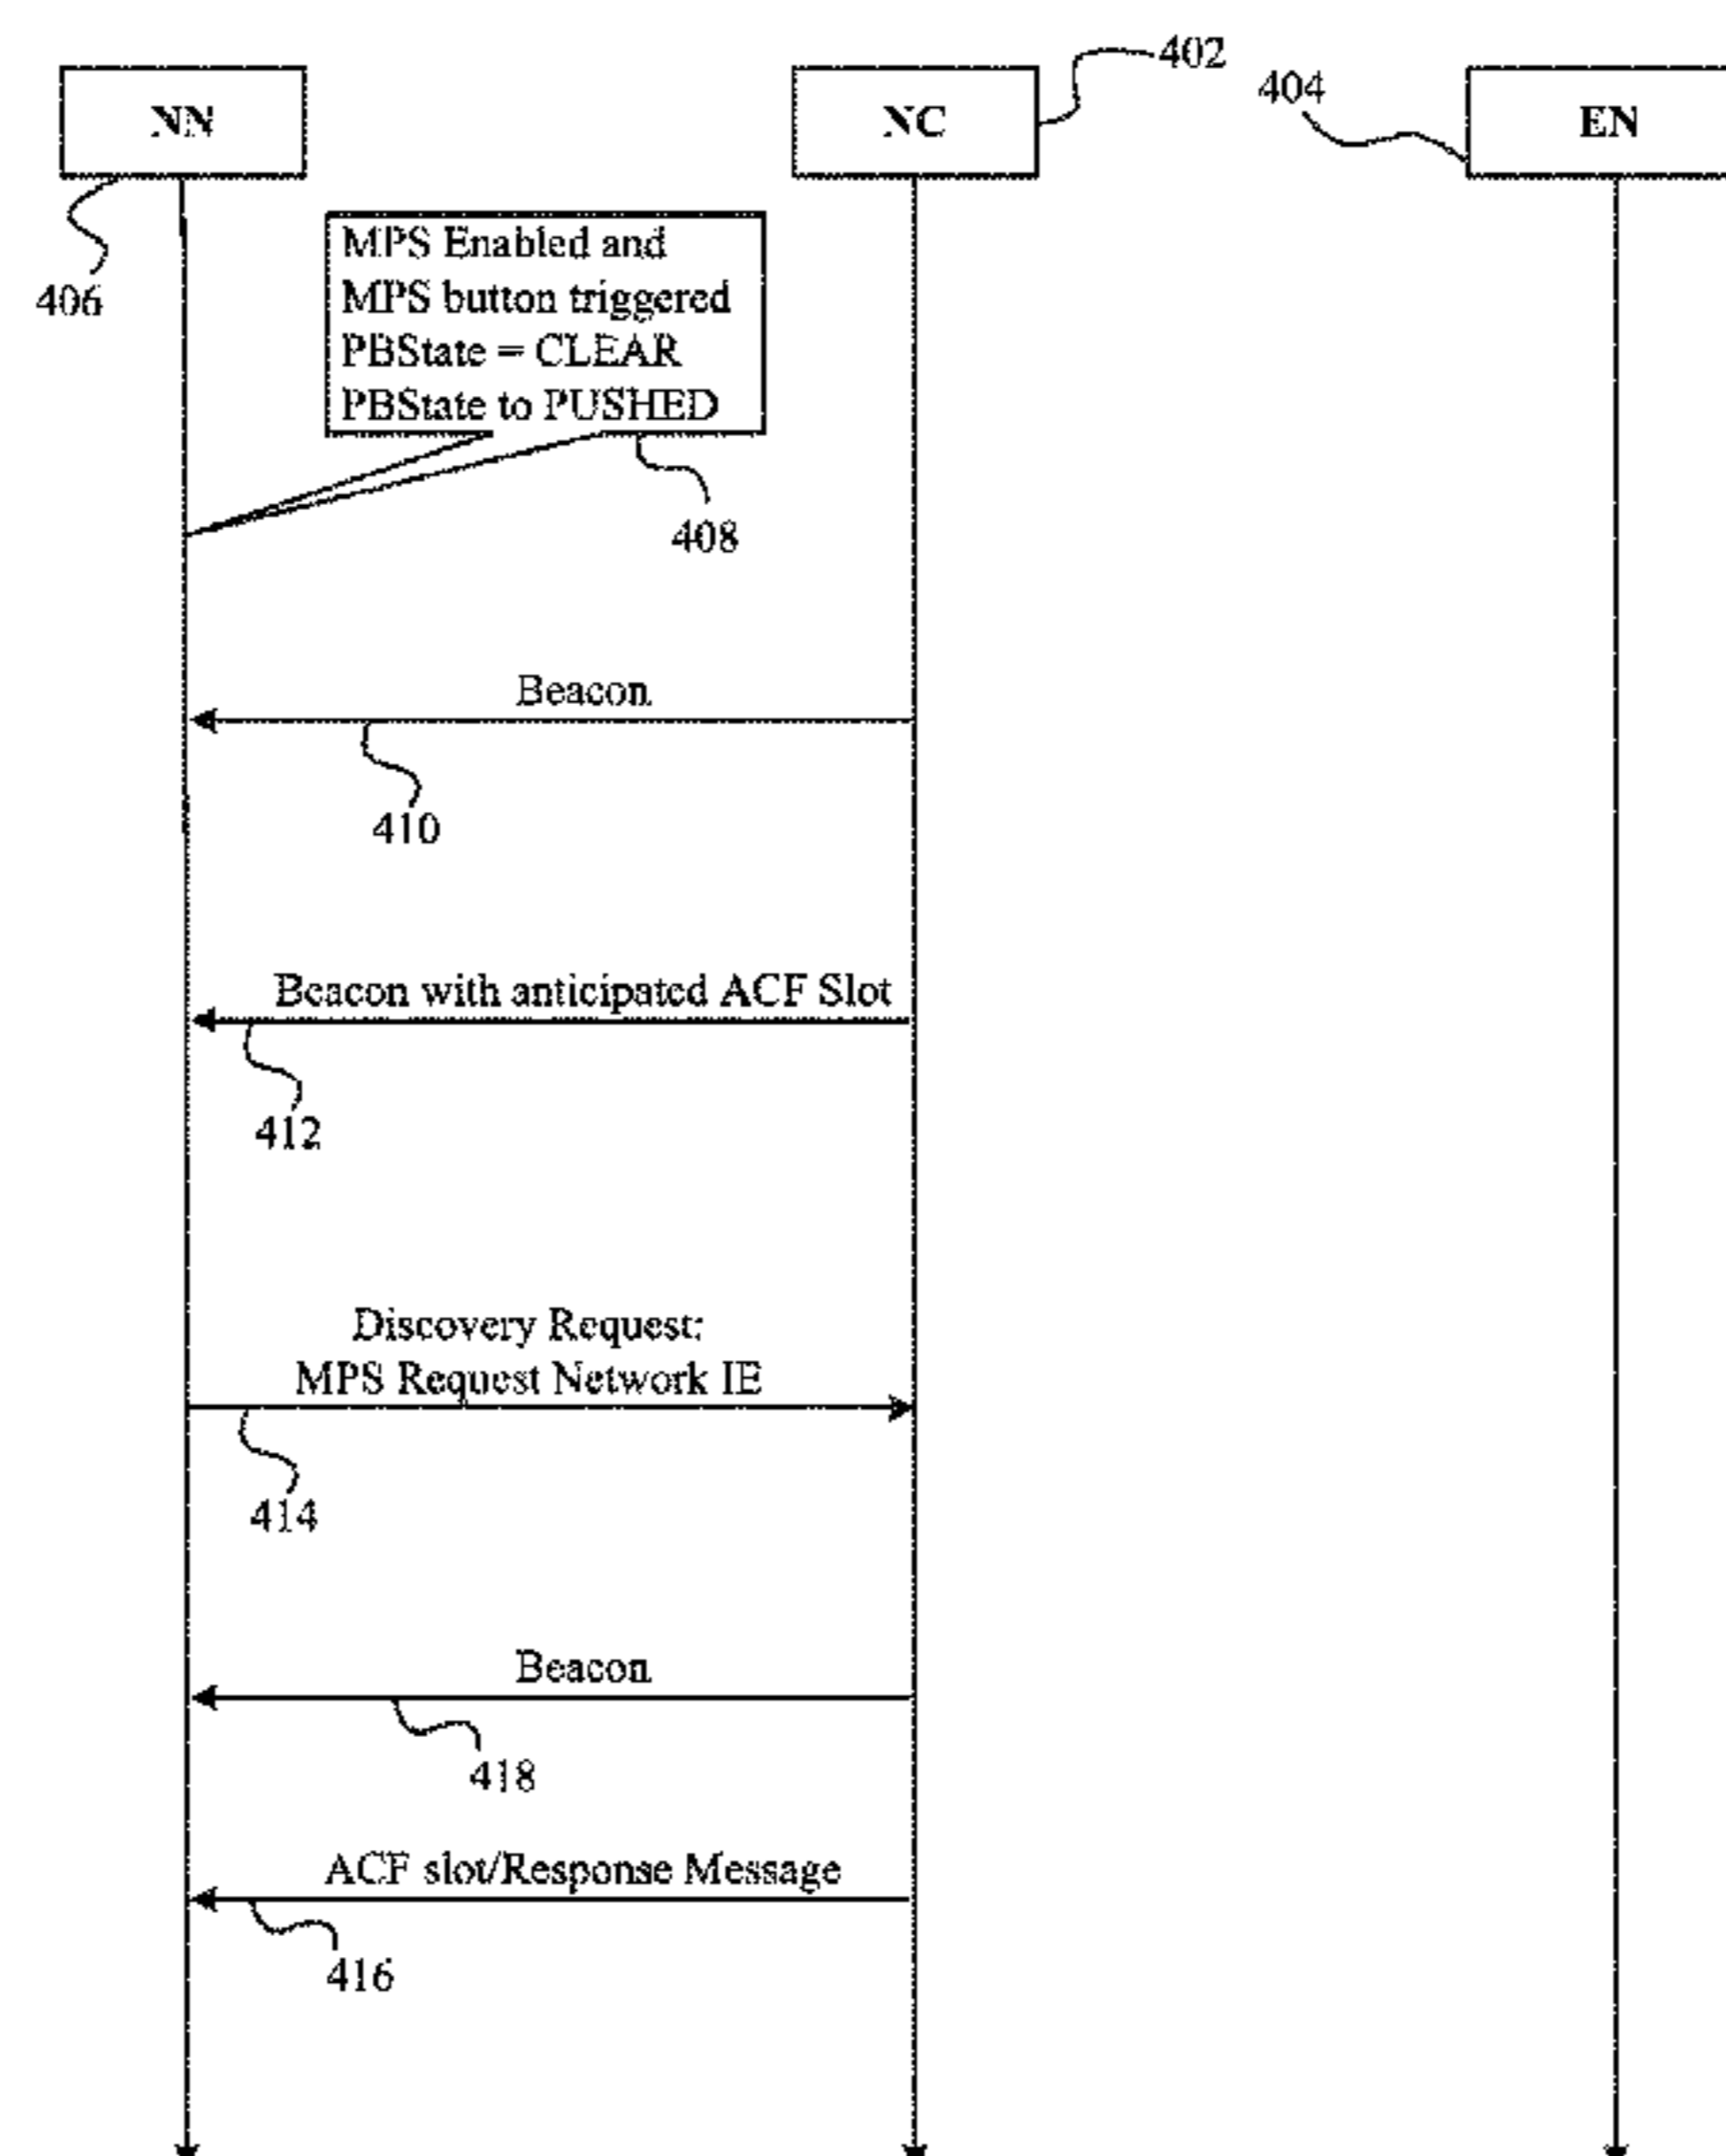 402
404
NN
NC
EN
406
MPS Enabled and
MPS button triggered
PBState = CLEAR
PBState to PUSHED
408
Beacon
410
Beacon with anticipated ACF Slot
412
Discovery Request:
MPS Request Network IE
414
Beacon
418
ACF slot/Response Message
416